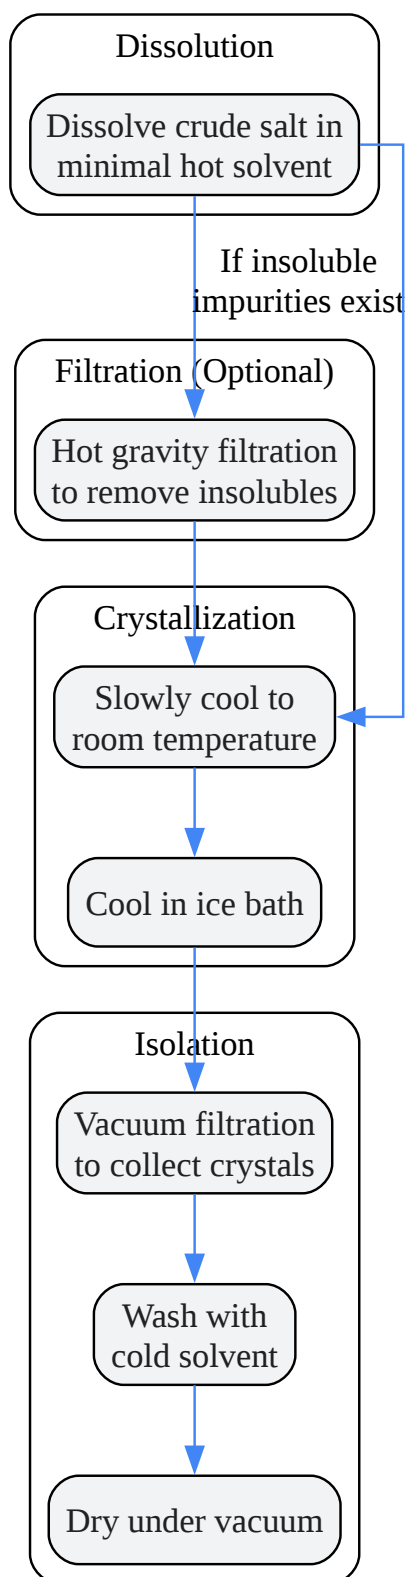 Dissolution
Dissolve crude salt in
minimal hot solvent
If insoluble
impurities exist
Filtration (Optional)
Hot gravity filtration
to remove insolubles
Crystallization
Slowly cool to
room temperature
Cool in ice bath
Isolation
Vacuum filtration
to collect crystals
Wash with
cold solvent
Dry under vacuum